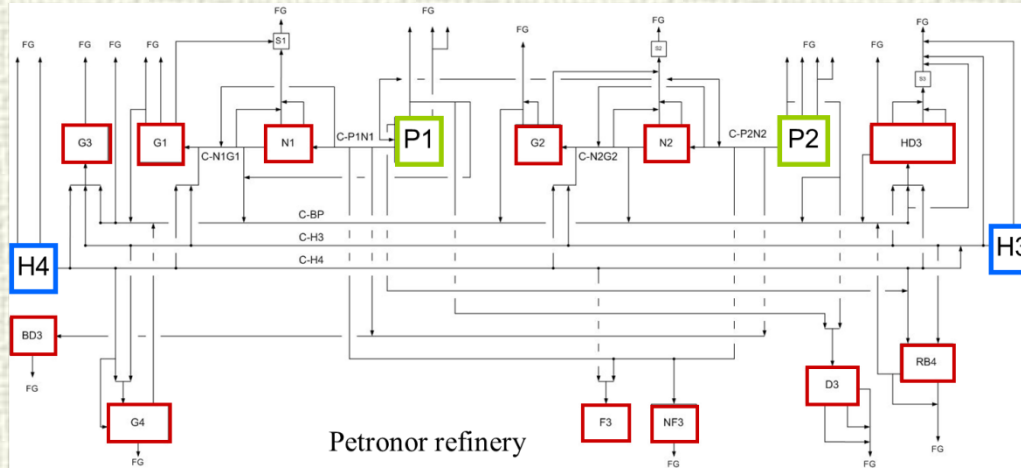 FG
FG
FG
FG
FG
FG
FG
FG
FG
FG
FG
S1
S2
S3
G3
G1
N1
P1
G2
N2
P2
HD3
C-P1N1
C-P2N2
C-N1G1
C-N2G2
C-BP
C-H3
C-H4
H4
H3
BD3
FG
RB4
D3
G4
F3
NF3
Petronor refinery
FG
FG
FG
FG